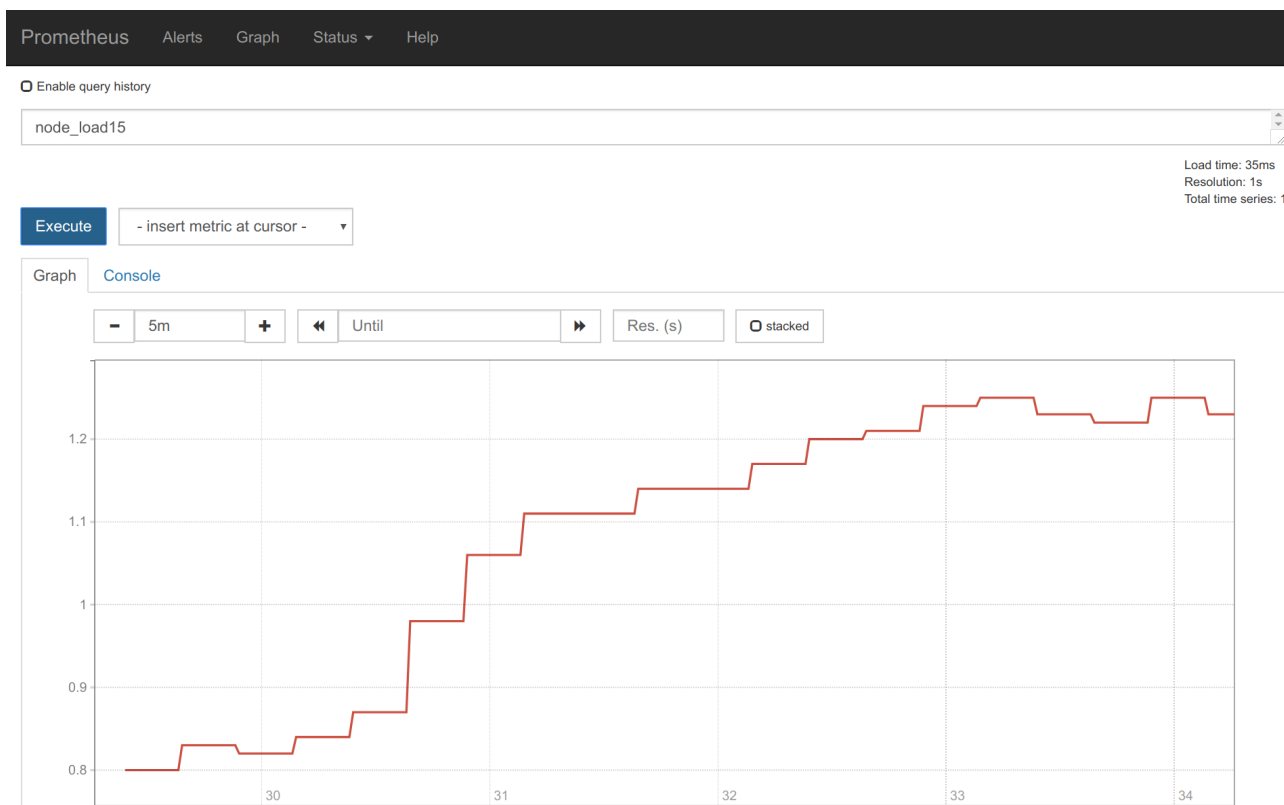 Prometheus Alerts Graph Status Help
Enable query history
node_load15
Load time: 35ms
Resolution: 1s
Total time series: 1
Execute - insert metric at cursor -
Graph Console
5m Until Res. (s) stacked
1.2
1.1
1
0.9
0.8
30 31 32 33 34